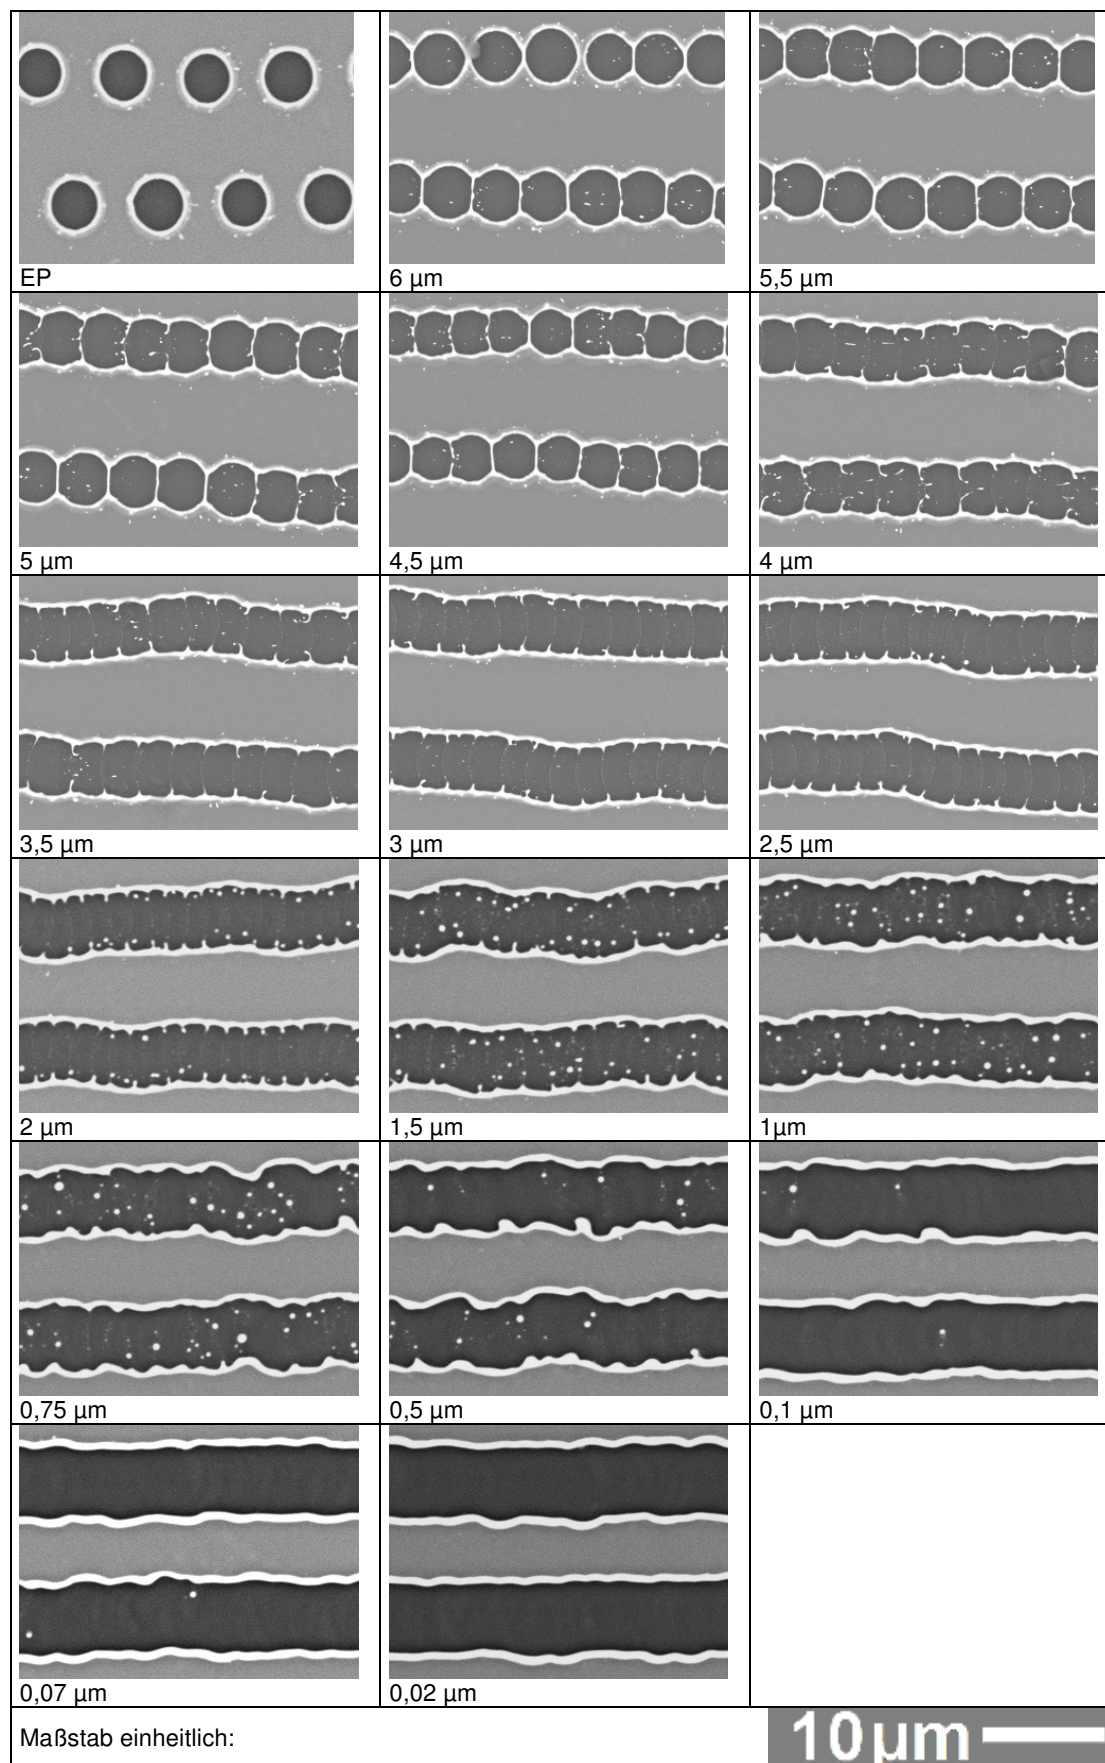 EP
6 µm
5,5 µm
5 µm
4,5 µm
4 µm
3,5 µm
3 µm
2,5 µm
2 µm
1,5 µm
1µm
0,75 µm
0,5 µm
0,1 µm
0,07 µm
0,02 µm
Maßstab einheitlich:
10µm